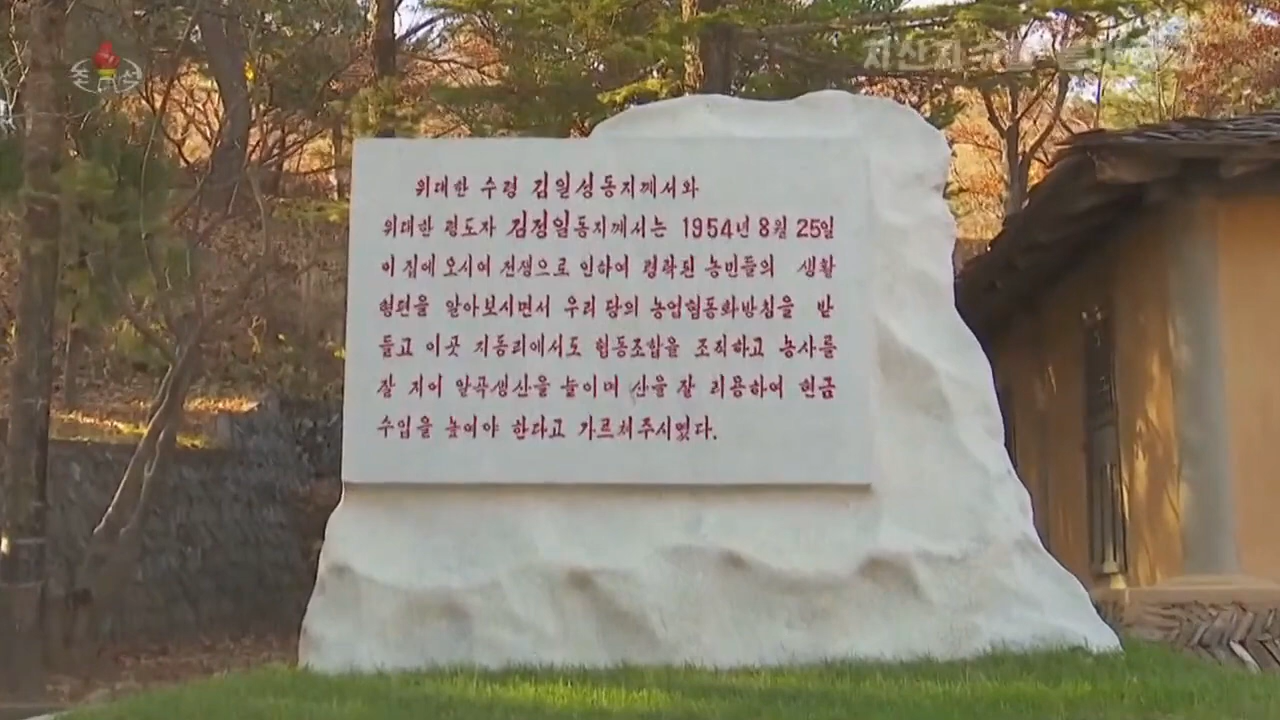 조선
위대한 수령 김일성동지께서와
위대한 령도자 김정일동지께서는 1954년 8월 25일
이 집에 오시여 전쟁으로 인하여 령락된 농민들의 생활
형편을 알아보시면서 우리 당의 농업협동화방침을 받
들고 이곳 지동리에서도 협동조합을 조직하고 농사를
잘 지어 알곡생산을 늘이며 산을 잘 리용하여 현금
수입을 높여야 한다고 가르쳐주시였다.